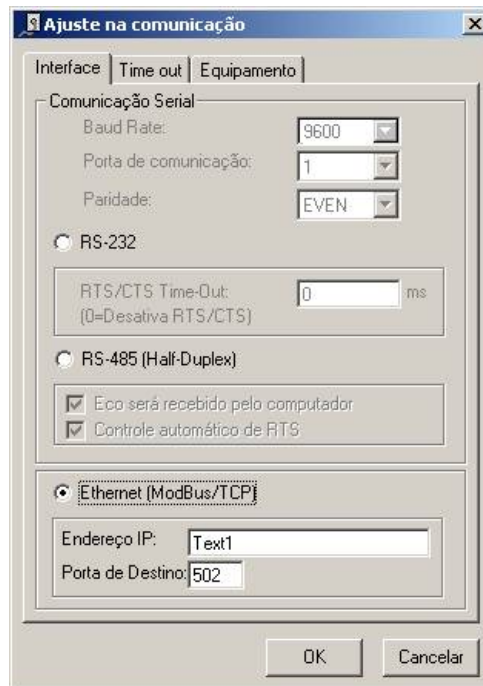 Ajuste na comunicação
Interface Time out Equipamento
Comunicação Serial
Baud Rate: 9600
Porta de comunicação: 1
Paridade: EVEN
RS-232
RTS/CTS Time-Out: 0 ms
(0=Desativa RTS/CTS)
RS-485 (Half-Duplex)
Eco será recebido pelo computador
Controle automático de RTS
Ethernet (ModBus/TCP)
Endereço IP: Text1
Porta de Destino: 502
OK Cancelar